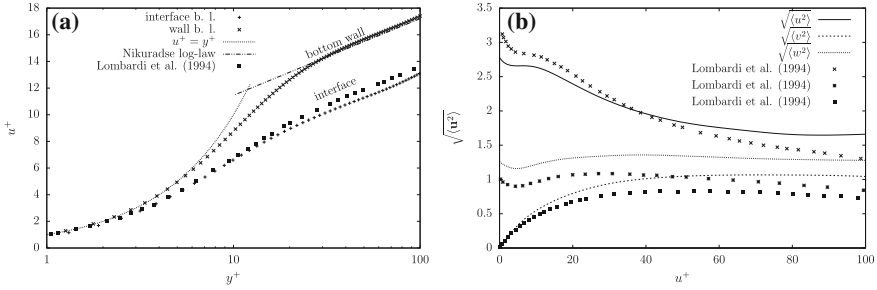 (a)
interface b. l.
wall b. l.
u⁺ = y⁺
Nikuradse log-law
Lombardi et al. (1994)
bottom wall
interface
18
16
14
12
10
8
6
4
2
0
u⁺
1
10
100
y⁺
(b)
√⟨u²⟩
√⟨v²⟩
√⟨w²⟩
Lombardi et al. (1994)
Lombardi et al. (1994)
Lombardi et al. (1994)
3.5
3
2.5
2
1.5
1
0.5
0
√⟨u²⟩
0
20
40
60
80
100
u⁺